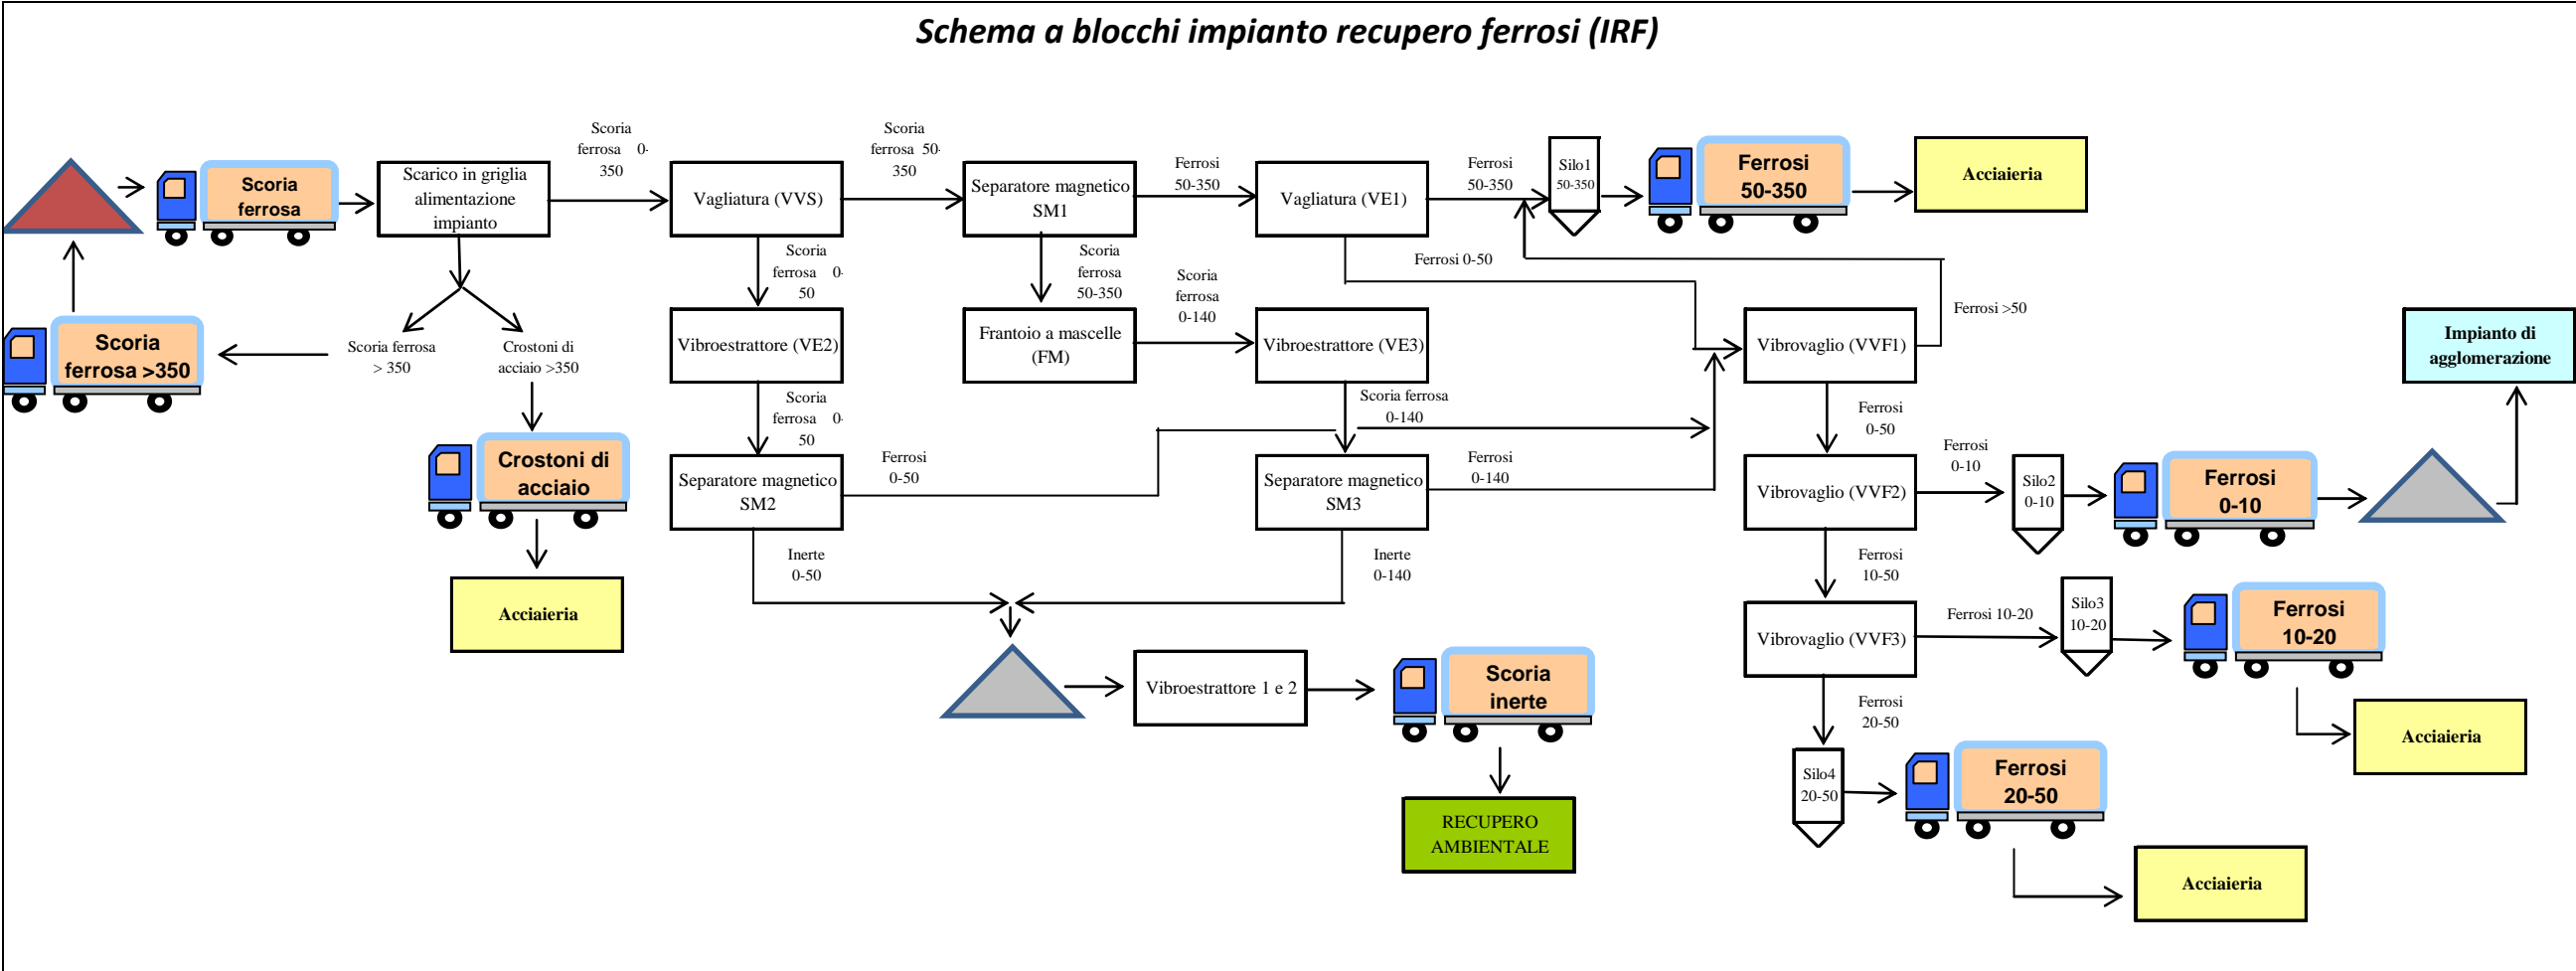 Schema a blocchi impianto recupero ferrosi (IRF)
Scoria
ferrosa
Scarico in griglia
alimentazione
impianto
Scoria
ferrosa 0-
350
Vagliatura (VVS)
Scoria
ferrosa 50-
350
Separatore magnetico
SM1
Ferrosi
50-350
Vagliatura (VE1)
Ferrosi
50-350
Silo1
50-350
Ferrosi
50-350
Acciaieria
Scoria
ferrosa 0-
50
Scoria
ferrosa
50-350
Scoria
ferrosa
0-140
Ferrosi 0-50
Ferrosi >50
Scoria
ferrosa >350
Scoria ferrosa
> 350
Crostoni di
acciaio >350
Vibroestrattore (VE2)
Frantoio a mascelle
(FM)
Vibroestrattore (VE3)
Vibrovaglio (VVF1)
Impianto di
agglomerazione
Scoria
ferrosa 0-
50
Scoria ferrosa
0-140
Ferrosi
0-50
Crostoni di
acciaio
Separatore magnetico
SM2
Ferrosi
0-50
Separatore magnetico
SM3
Ferrosi
0-140
Vibrovaglio (VVF2)
Ferrosi
0-10
Silo2
0-10
Ferrosi
0-10
Inerte
0-50
Inerte
0-140
Ferrosi
10-50
Acciaieria
Vibrovaglio (VVF3)
Ferrosi 10-20
Silo3
10-20
Ferrosi
10-20
Vibroestrattore 1 e 2
Scoria
inerte
Ferrosi
20-50
Acciaieria
Silo4
20-50
Ferrosi
20-50
RECUPERO
AMBIENTALE
Acciaieria